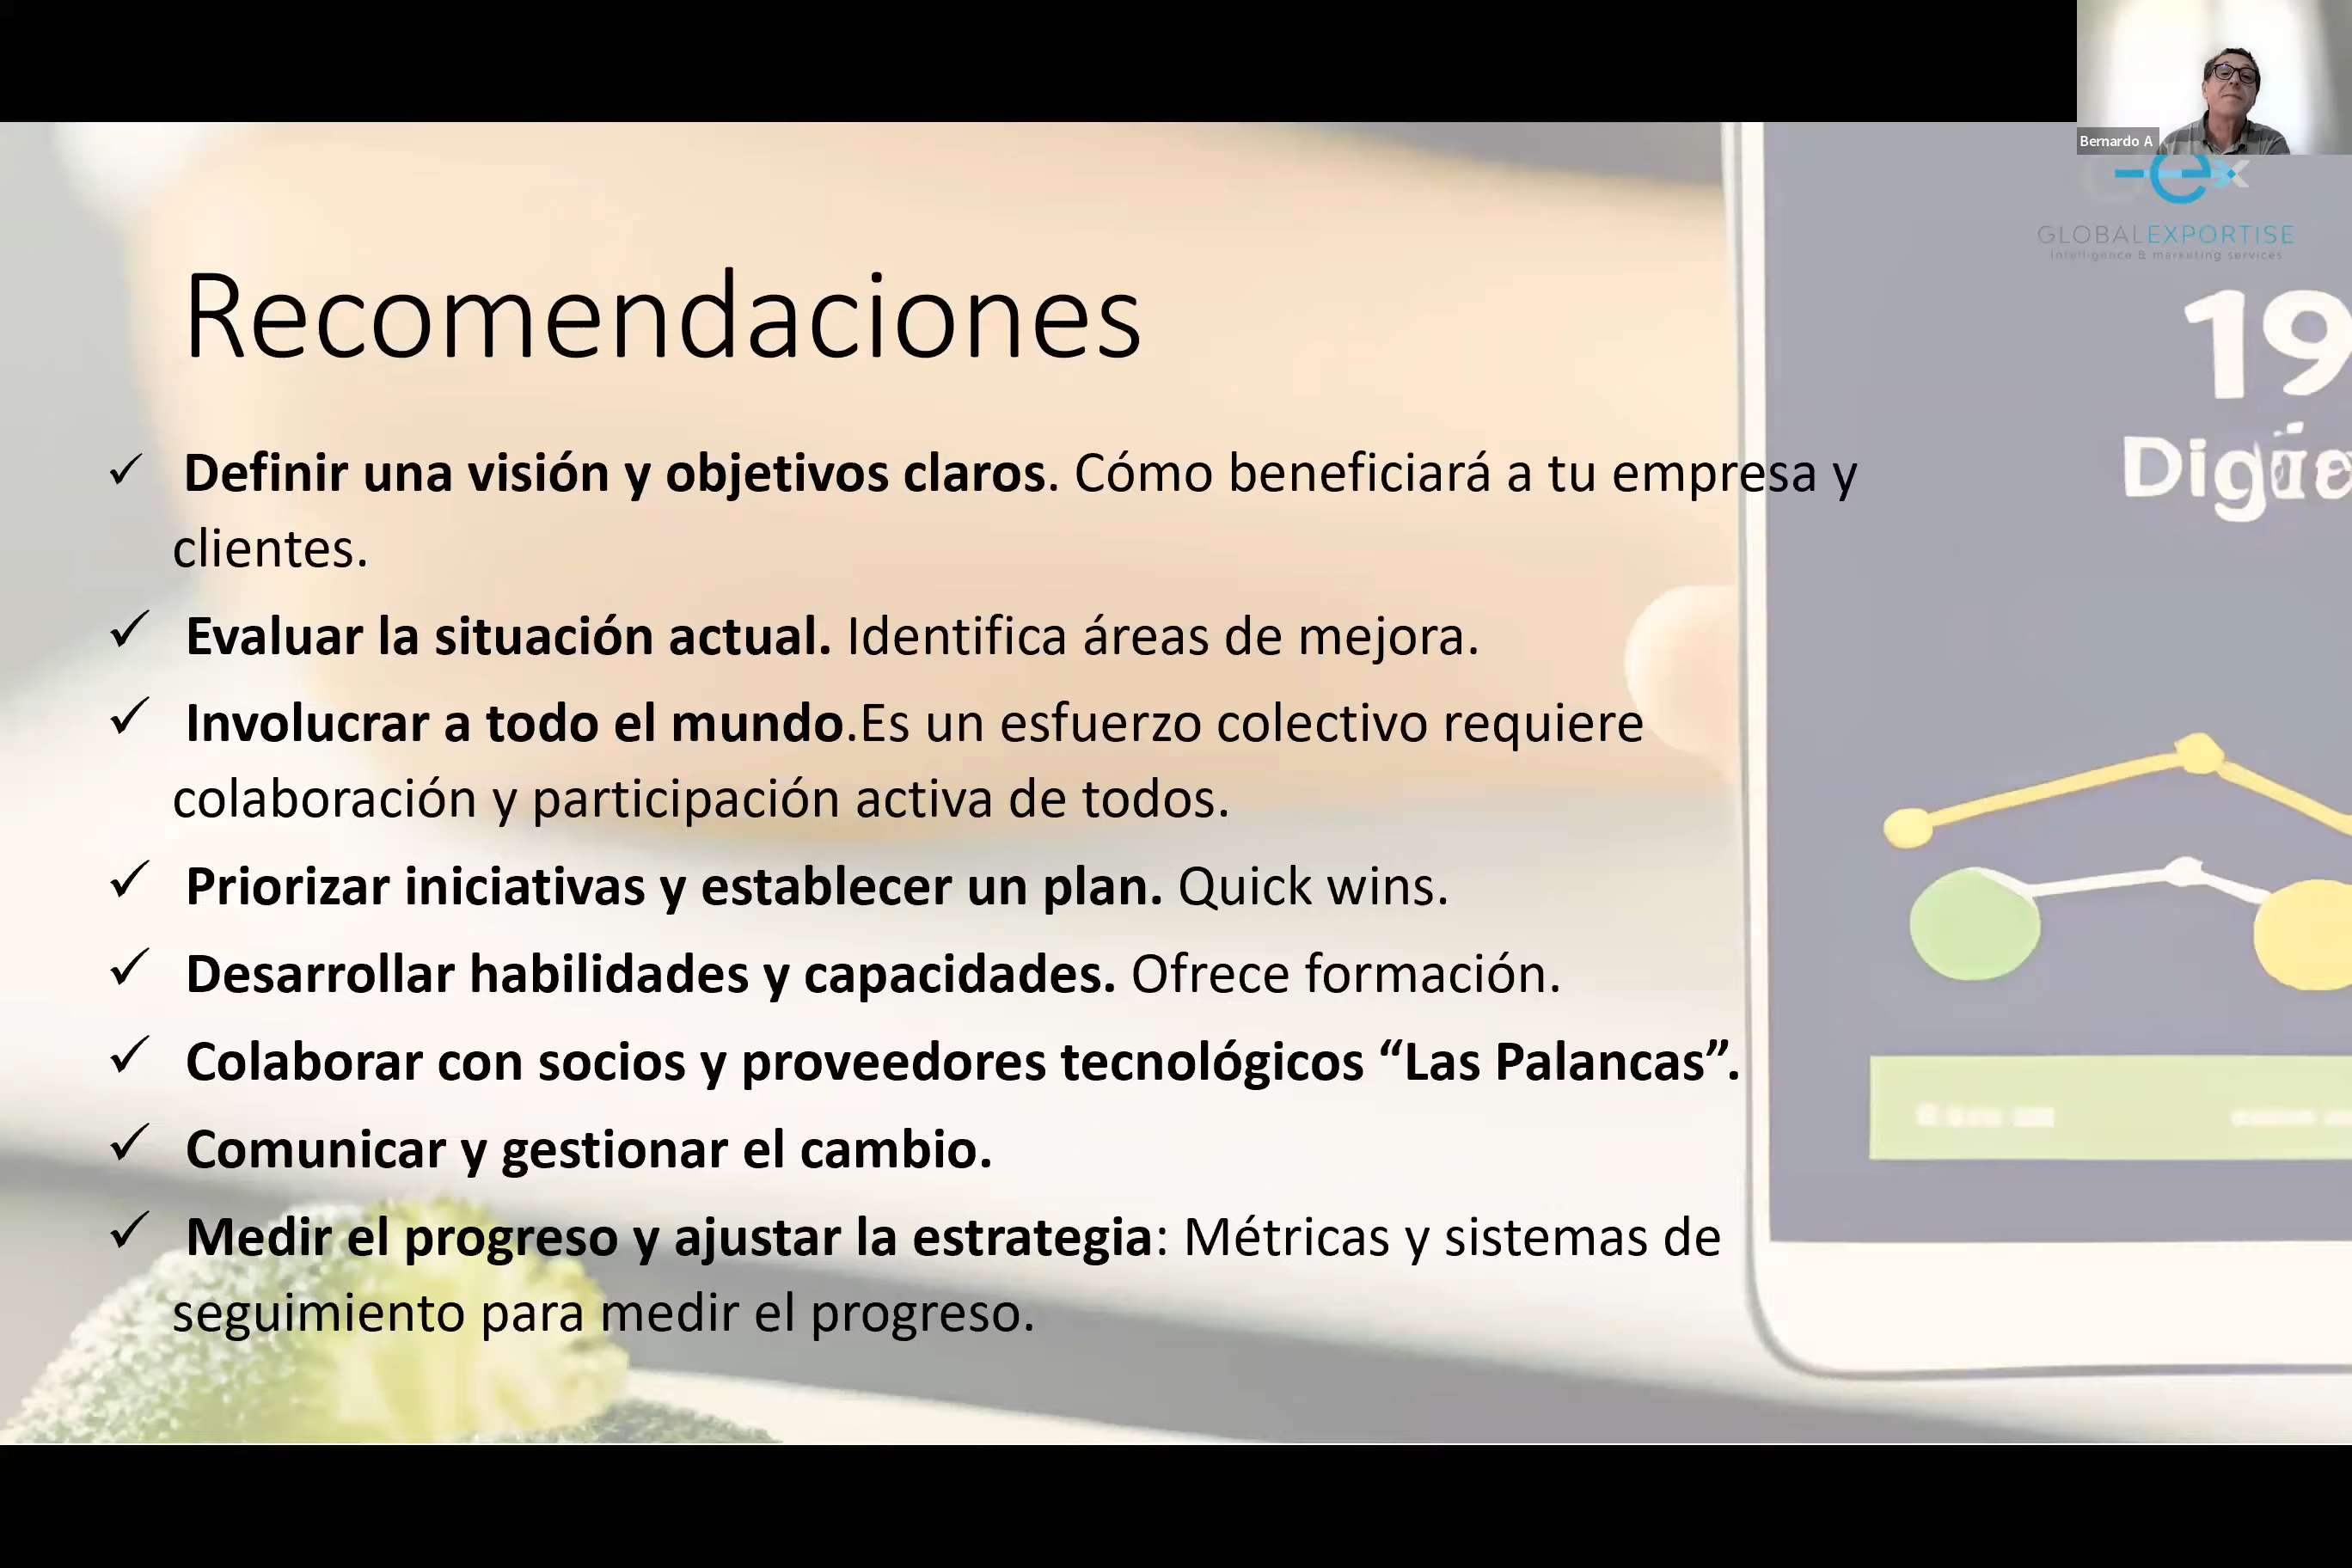 Bernardo A
GLOBALEXPORTISE
Intelligence & marketing services
Recomendaciones
✓ Definir una visión y objetivos claros. Cómo beneficiará a tu empresa y
clientes.
✓ Evaluar la situación actual. Identifica áreas de mejora.
✓ Involucrar a todo el mundo.Es un esfuerzo colectivo requiere
colaboración y participación activa de todos.
✓ Priorizar iniciativas y establecer un plan. Quick wins.
✓ Desarrollar habilidades y capacidades. Ofrece formación.
✓ Colaborar con socios y proveedores tecnológicos “Las Palancas”.
✓ Comunicar y gestionar el cambio.
✓ Medir el progreso y ajustar la estrategia: Métricas y sistemas de
seguimiento para medir el progreso.
19